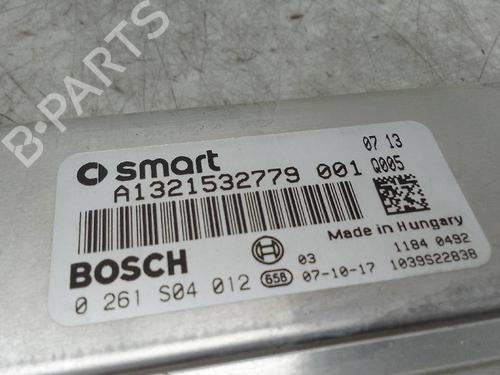 B-PARTS
smart 07 13
A1321532779 001 Q005
Made in Hungary
BOSCH 03 1184 0492
0 261 S04 012 658 07-10-17 1039S22838